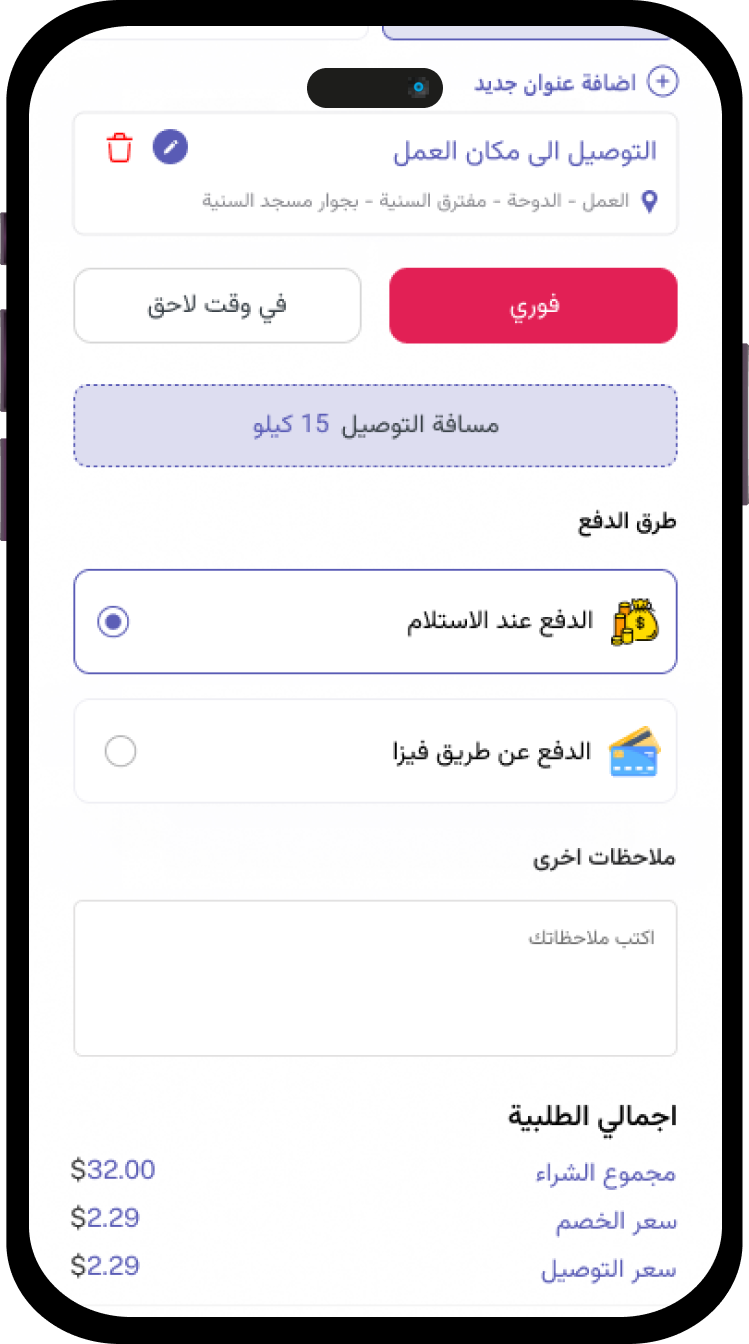 اضافة عنوان جديد
التوصيل الى مكان العمل
العمل - الدوحة - مفترق السنية - بجوار مسجد السنية
فوري
في وقت لاحق
مسافة التوصيل 15 كيلو
طرق الدفع
الدفع عند الاستلام
الدفع عن طريق فيزا
ملاحظات اخرى
اكتب ملاحظاتك
اجمالي الطلبية
مجموع الشراء $32.00
سعر الخصم $2.29
سعر التوصيل $2.29